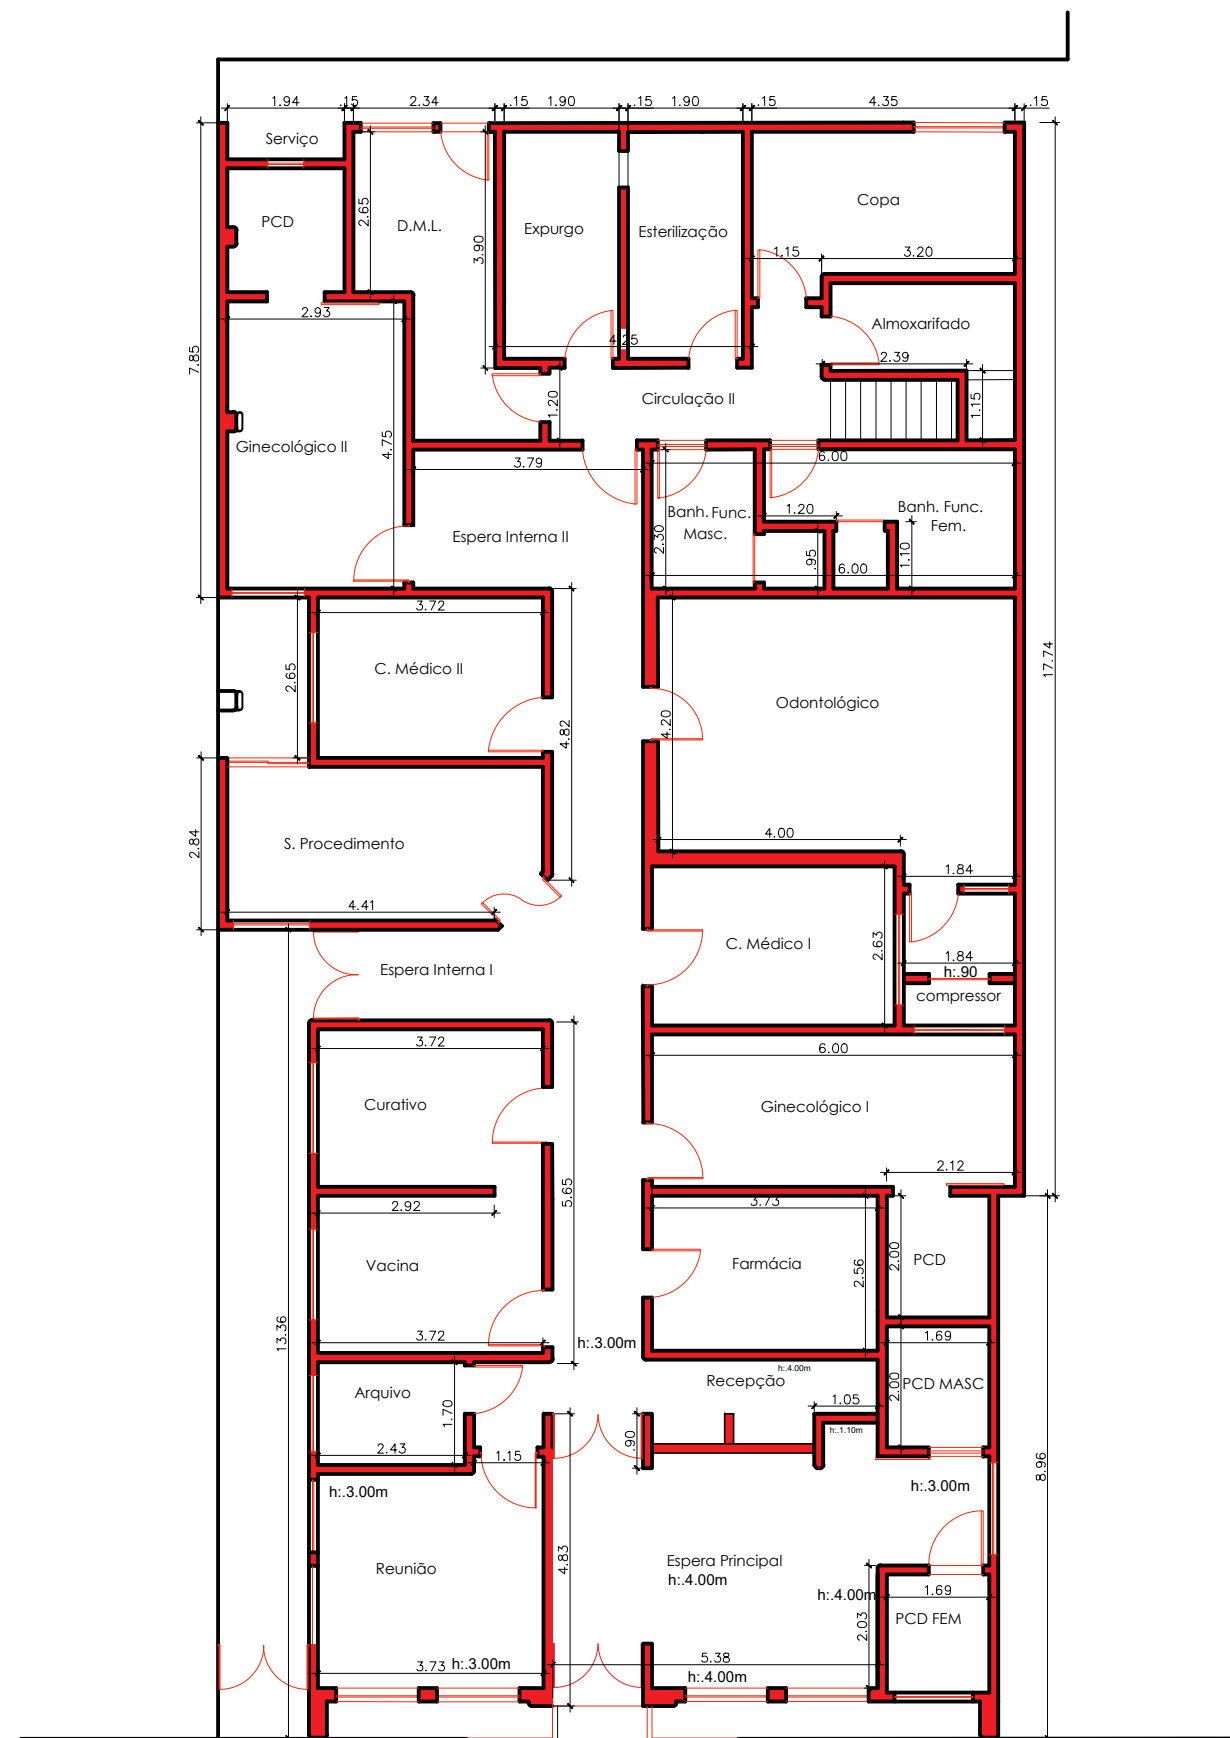 1.94 .15 2.34 .15 1.90 .15 1.90 .15 4.35 .15
Serviço
PCD
2.65
D.M.L.
3.90
Expurgo
Esterilização
Copa
1.15 3.20
2.93
4.25
Almoxarifado
7.85
2.39
1.20
Circulação II
1.15
Ginecológico II
4.75
3.79
6.00
Espera Interna II
Banh. Func.
Masc.
2.30
1.20
Banh. Func.
Fem.
.95
6.00
1.10
3.72
C. Médico II
2.65
4.82
4.20
Odontológico
17.74
2.84
S. Procedimento
4.41
4.00
1.84
Espera Interna I
C. Médico I
2.63
1.84
h:.90
compressor
3.72
6.00
Curativo
Ginecológico I
2.12
5.65
2.92
3.73
Vacina
Farmácia
2.56
2.00
PCD
13.36
3.72
h:.3.00m
1.69
h:.4.00m
Recepção
PCD MASC
2.00
Arquivo
1.70
1.05
h:.1.10m
2.43
1.15
.90
h:.3.00m
h:.3.00m
8.96
Reunião
4.83
Espera Principal
h:.4.00m
h:.4.00m
1.69
2.03
PCD FEM
3.73 h:.3.00m
5.38
h:.4.00m